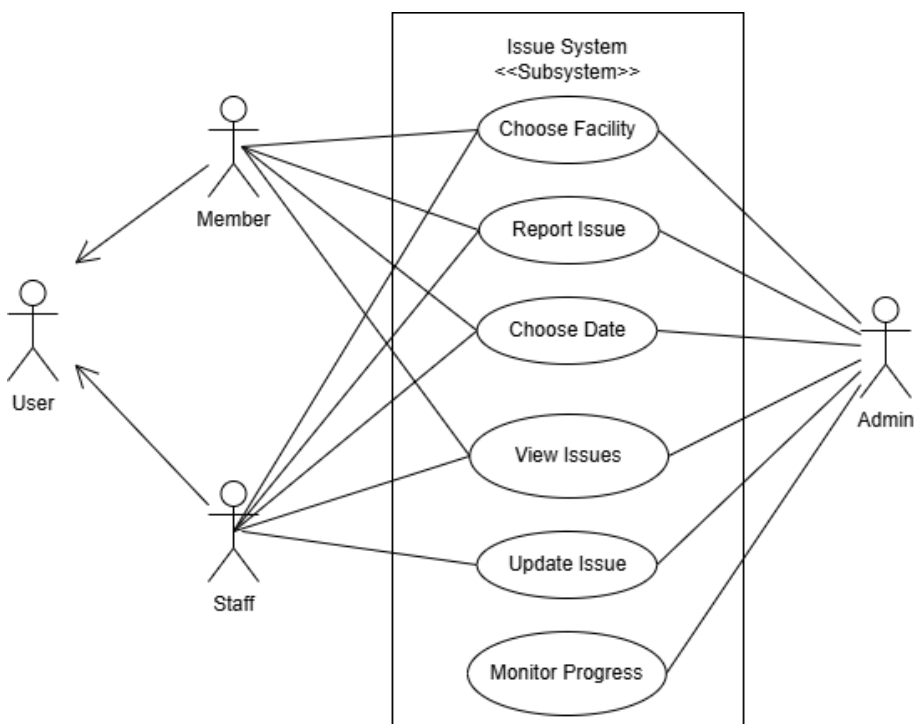 Issue System
<<Subsystem>>
Choose Facility
Member
Report Issue
User
Choose Date
Admin
View Issues
Staff
Update Issue
Monitor Progress